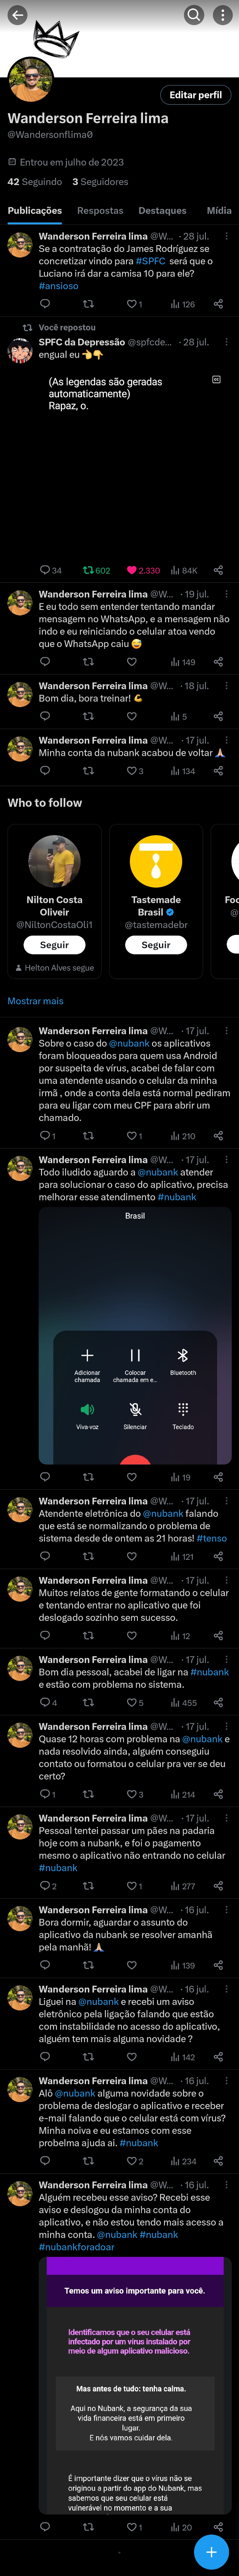 Editar perfil
Wanderson Ferreira lima
@Wandersonflima0
Entrou em julho de 2023
42 Seguindo 3 Seguidores
Publicações Respostas Destaques Mídia
Wanderson Ferreira lima @W... · 28 jul.
Se a contratação do James Rodríguez se
concretizar vindo para #SPFC será que o
Luciano irá dar a camisa 10 para ele?
#ansioso
1 126
Você repostou
SPFC da Depressão @spfcde... · 28 jul.
engual eu 👈👇
(As legendas são geradas
automaticamente)
Rapaz, o.
CC
34 602 2.330 84K
Wanderson Ferreira lima @W... · 19 jul.
E eu todo sem entender tentando mandar
mensagem no WhatsApp, e a mensagem não
indo e eu reiniciando o celular atoa vendo
que o WhatsApp caiu 😅
149
Wanderson Ferreira lima @W... · 18 jul.
Bom dia, bora treinar! 💪
5
Wanderson Ferreira lima @W... · 17 jul.
Minha conta da nubank acabou de voltar 🙏
3 134
Who to follow
Nilton Costa
Oliveir
@NiltonCostaOli1
Seguir
Helton Alves segue
Tastemade
Brasil
@tastemadebr
Seguir
Foo
@
Mostrar mais
Wanderson Ferreira lima @W... · 17 jul.
Sobre o caso do @nubank os aplicativos
foram bloqueados para quem usa Android
por suspeita de vírus, acabei de falar com
uma atendente usando o celular da minha
irmã , onde a conta dela está normal pediram
para eu ligar com meu CPF para abrir um
chamado.
1 1 210
Wanderson Ferreira lima @W... · 17 jul.
Todo iludido aguardo a @nubank atender
para solucionar o caso do aplicativo, precisa
melhorar esse atendimento #nubank
Brasil
Adicionar
chamada
Colocar
chamada em e...
Bluetooth
Viva-voz
Silenciar
Teclado
19
Wanderson Ferreira lima @W... · 17 jul.
Atendente eletrônica do @nubank falando
que está se normalizando o problema de
sistema desde de ontem as 21 horas! #tenso
121
Wanderson Ferreira lima @W... · 17 jul.
Muitos relatos de gente formatando o celular
e tentando entrar no aplicativo que foi
deslogado sozinho sem sucesso.
12
Wanderson Ferreira lima @W... · 17 jul.
Bom dia pessoal, acabei de ligar na #nubank
e estão com problema no sistema.
4 5 455
Wanderson Ferreira lima @W... · 17 jul.
Quase 12 horas com problema na @nubank e
nada resolvido ainda, alguém conseguiu
contato ou formatou o celular pra ver se deu
certo?
1 3 214
Wanderson Ferreira lima @W... · 17 jul.
Pessoal tentei passar um pães na padaria
hoje com a nubank, e foi o pagamento
mesmo o aplicativo não entrando no celular
#nubank
2 1 277
Wanderson Ferreira lima @W... · 16 jul.
Bora dormir, aguardar o assunto do
aplicativo da nubank se resolver amanhã
pela manhã! 🙏
139
Wanderson Ferreira lima @W... · 16 jul.
Liguei na @nubank e recebi um aviso
eletrônico pela ligação falando que estão
com instabilidade no acesso do aplicativo,
alguém tem mais alguma novidade ?
142
Wanderson Ferreira lima @W... · 16 jul.
Alô @nubank alguma novidade sobre o
problema de deslogar o aplicativo e receber
e-mail falando que o celular está com vírus?
Minha noiva e eu estamos com esse
probelma ajuda ai. #nubank
2 234
Wanderson Ferreira lima @W... · 16 jul.
Alguém recebeu esse aviso? Recebi esse
aviso e deslogou da minha conta do
aplicativo, e não estou tendo mais acesso a
minha conta. @nubank #nubank
#nubankforadoar
Temos um aviso importante para você.
Identificamos que o seu celular está
infectado por um vírus instalado por
meio de algum aplicativo malicioso.
Mas antes de tudo: tenha calma.
Aqui no Nubank, a segurança da sua
vida financeira está em primeiro
lugar.
E nós vamos cuidar dela.
É importante dizer que o vírus não se
originou a partir do app do Nubank, mas
sabemos que seu celular está
vulnerável no momento e a sua
1 20